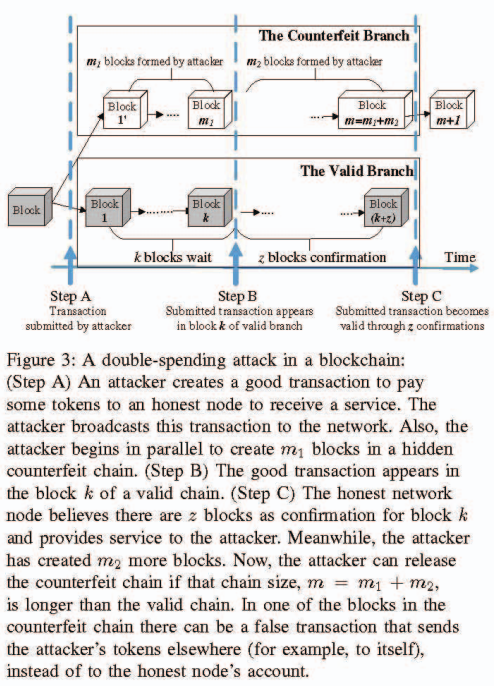 The Counterfeit Branch
m₁ blocks formed by attacker
m₂ blocks formed by attacker
Block
1'
....
Block
m₁
...
Block
m=m₁+m₂
Block
m+1
The Valid Branch
Block
Block
1
........
Block
k
....
....
Block
(k+z)
k blocks wait
z blocks confirmation
Time
Step A
Transaction
submitted by attacker
Step B
Submitted transaction appears
in block k of valid branch
Step C
Submitted transaction becomes
valid through z confirmations
Figure 3: A double-spending attack in a blockchain:
(Step A) An attacker creates a good transaction to pay
some tokens to an honest node to receive a service. The
attacker broadcasts this transaction to the network. Also, the
attacker begins in parallel to create m₁ blocks in a hidden
counterfeit chain. (Step B) The good transaction appears in
the block k of a valid chain. (Step C) The honest network
node believes there are z blocks as confirmation for block k
and provides service to the attacker. Meanwhile, the attacker
has created m₂ more blocks. Now, the attacker can release
the counterfeit chain if that chain size, m = m₁ + m₂,
is longer than the valid chain. In one of the blocks in the
counterfeit chain there can be a false transaction that sends
the attacker's tokens elsewhere (for example, to itself),
instead of to the honest node's account.